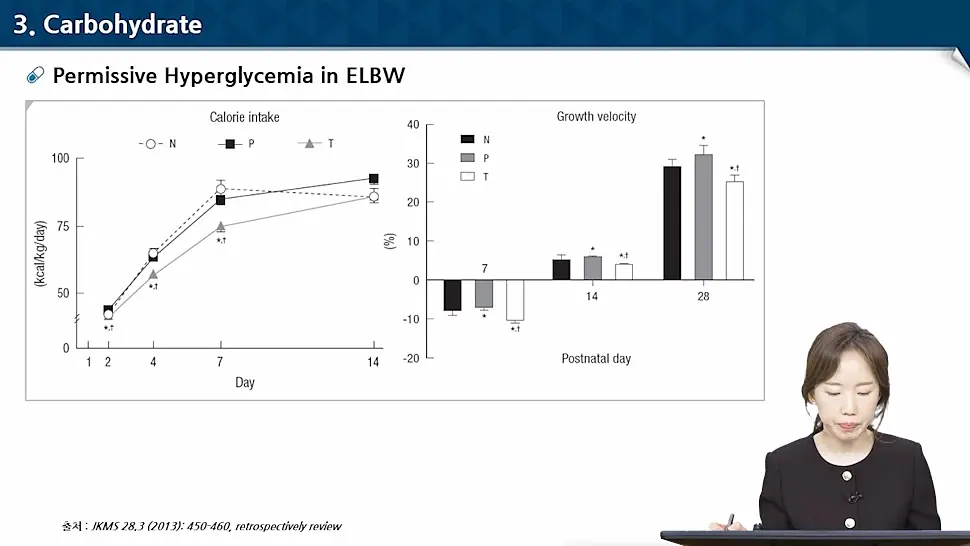 3. Carbohydrate
Permissive Hyperglycemia in ELBW
Calorie intake
N
P
T
(kcal/kg/day)
100
75
50
0
*,†
*,†
*,†
1
2
4
7
14
Day
Growth velocity
N
P
T
(%)
40
30
20
10
0
-10
-20
7
*
*,†
*
*,†
14
*
*,†
28
Postnatal day
출처 : JKMS 28.3 (2013): 450-460, retrospectively review